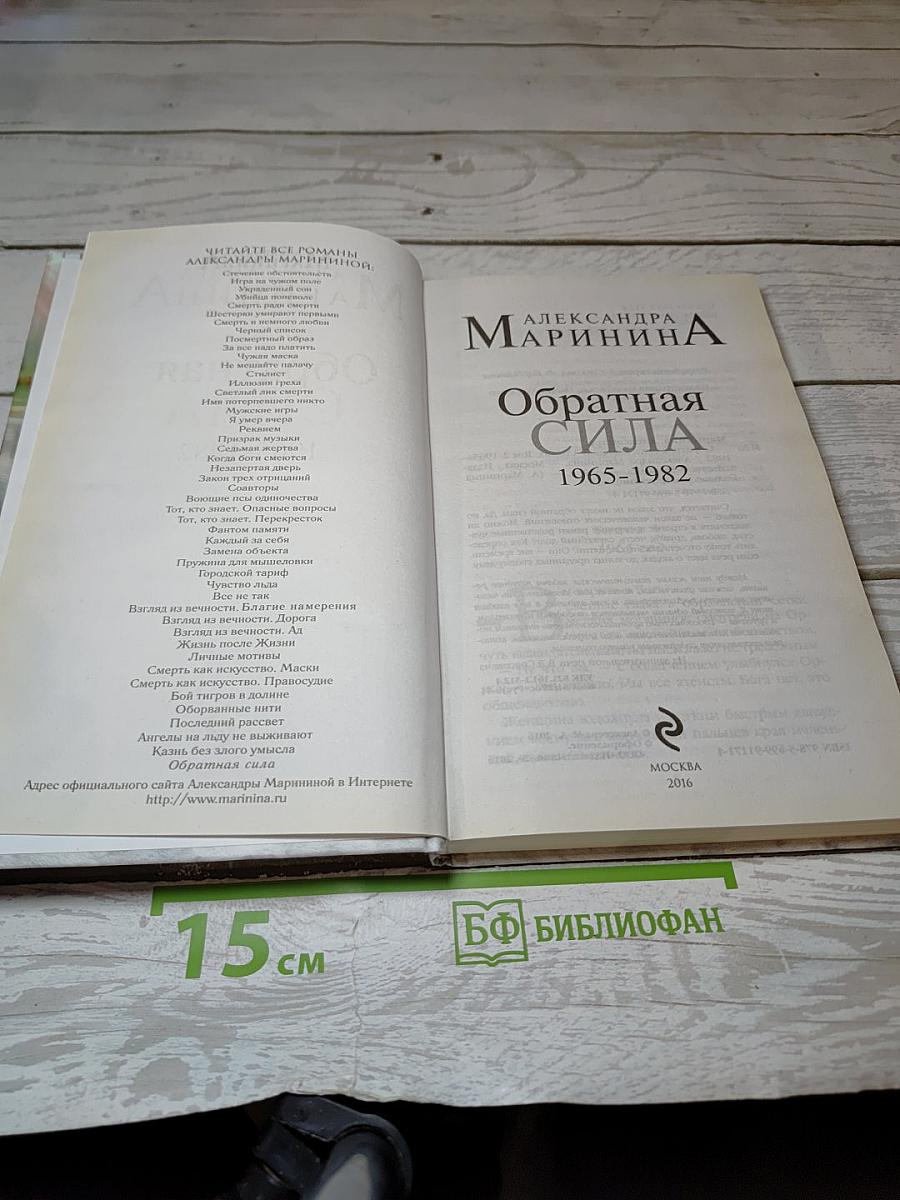 ЧИТАЙТЕ ВСЕ РОМАНЫ
АЛЕКСАНДРЫ МАРИНИНОЙ:
Стечение обстоятельств
Игра на чужом поле
Украденный сон
Убийца поневоле
Смерть ради смерти
Шестерки умирают первыми
Смерть и немного любви
Черный список
Посмертный образ
За все надо платить
Чужая маска
Не мешайте палачу
Стилист
Иллюзия греха
Светлый лик смерти
Имя потерпевшего никто
Мужские игры
Я умер вчера
Реквием
Призрак музыки
Седьмая жертва
Когда боги смеются
Незапертая дверь
Закон трех отрицаний
Соавторы
Воющие псы одиночества
Тот, кто знает. Опасные вопросы
Тот, кто знает. Перекресток
Фантом памяти
Каждый за себя
Замена объекта
Пружина для мышеловки
Городской тариф
Чувство льда
Все не так
Взгляд из вечности. Благие намерения
Взгляд из вечности. Дорога
Взгляд из вечности. Ад
Жизнь после Жизни
Личные мотивы
Смерть как искусство. Маски
Смерть как искусство. Правосудие
Бой тигров в долине
Оборванные нити
Последний рассвет
Ангелы на льду не выживают
Казнь без злого умысла
Обратная сила
Адрес официального сайта Александры Марининой в Интернете
http://www.marinina.ru
АЛЕКСАНДРА
МАРИНИНА
Обратная
СИЛА
1965–1982
МОСКВА
2016
15 см
БФ БИБЛИОФАН